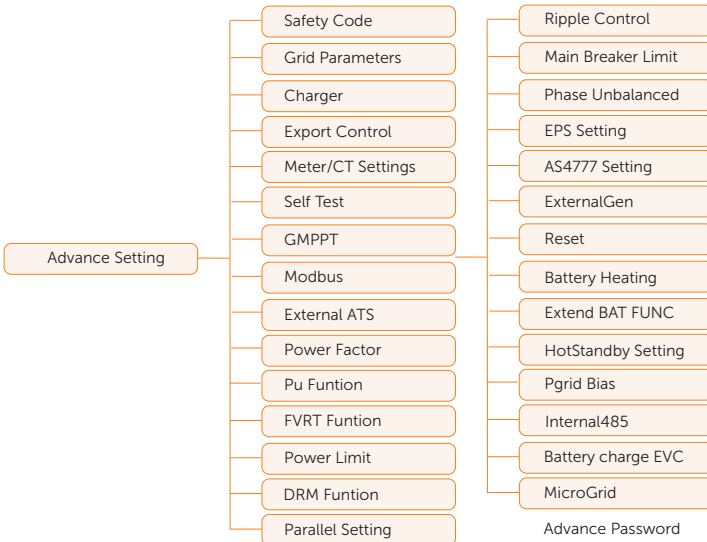 Advance Setting
Safety Code
Grid Parameters
Charger
Export Control
Meter/CT Settings
Self Test
GMPPT
Modbus
External ATS
Power Factor
Pu Funtion
FVRT Funtion
Power Limit
DRM Funtion
Parallel Setting
Ripple Control
Main Breaker Limit
Phase Unbalanced
EPS Setting
AS4777 Setting
ExternalGen
Reset
Battery Heating
Extend BAT FUNC
HotStandby Setting
Pgrid Bias
Internal485
Battery charge EVC
MicroGrid
Advance Password